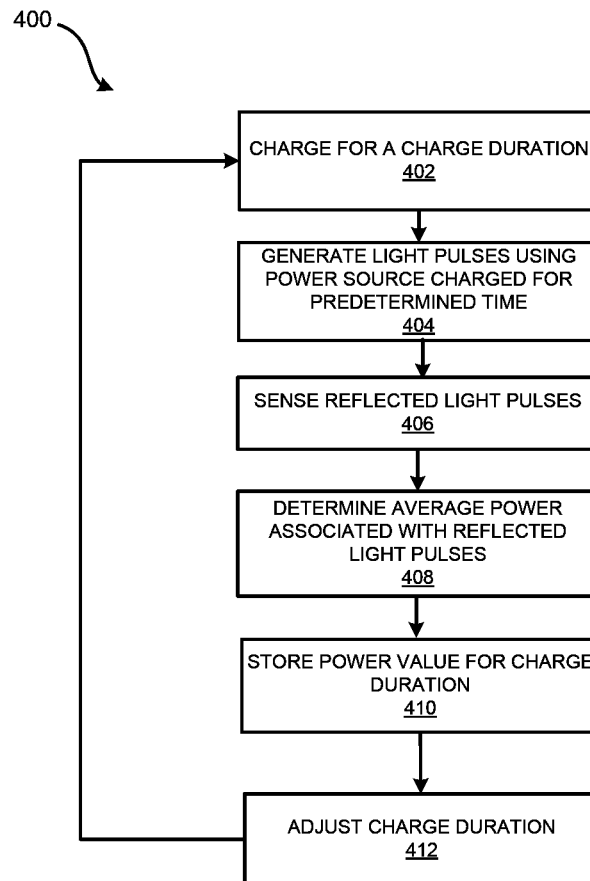 400
CHARGE FOR A CHARGE DURATION
402
GENERATE LIGHT PULSES USING
POWER SOURCE CHARGED FOR
PREDETERMINED TIME
404
SENSE REFLECTED LIGHT PULSES
406
DETERMINE AVERAGE POWER
ASSOCIATED WITH REFLECTED
LIGHT PULSES
408
STORE POWER VALUE FOR CHARGE
DURATION
410
ADJUST CHARGE DURATION
412